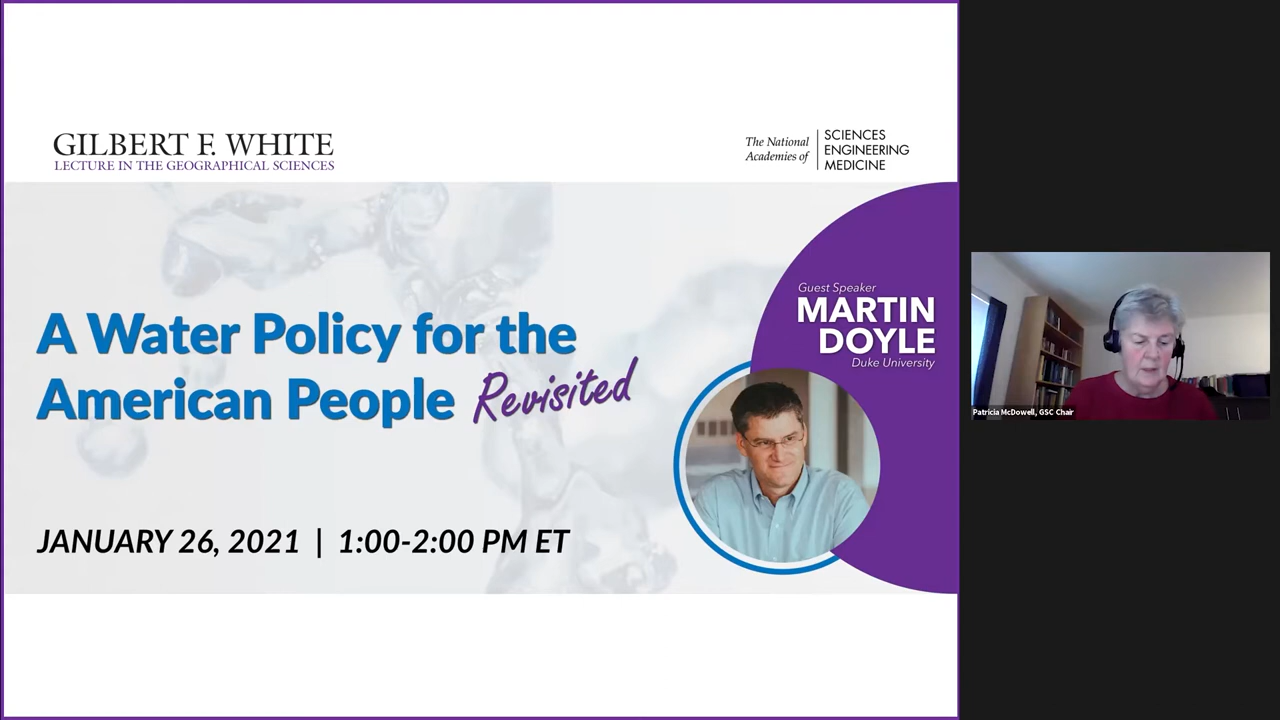 GILBERT F. WHITE
LECTURE IN THE GEOGRAPHICAL SCIENCES
The National
Academies of
SCIENCES
ENGINEERING
MEDICINE
Guest Speaker
MARTIN
DOYLE
Duke University
A Water Policy for the
American People Revisited
JANUARY 26, 2021 | 1:00-2:00 PM ET
Patricia McDowell, GSC Chair